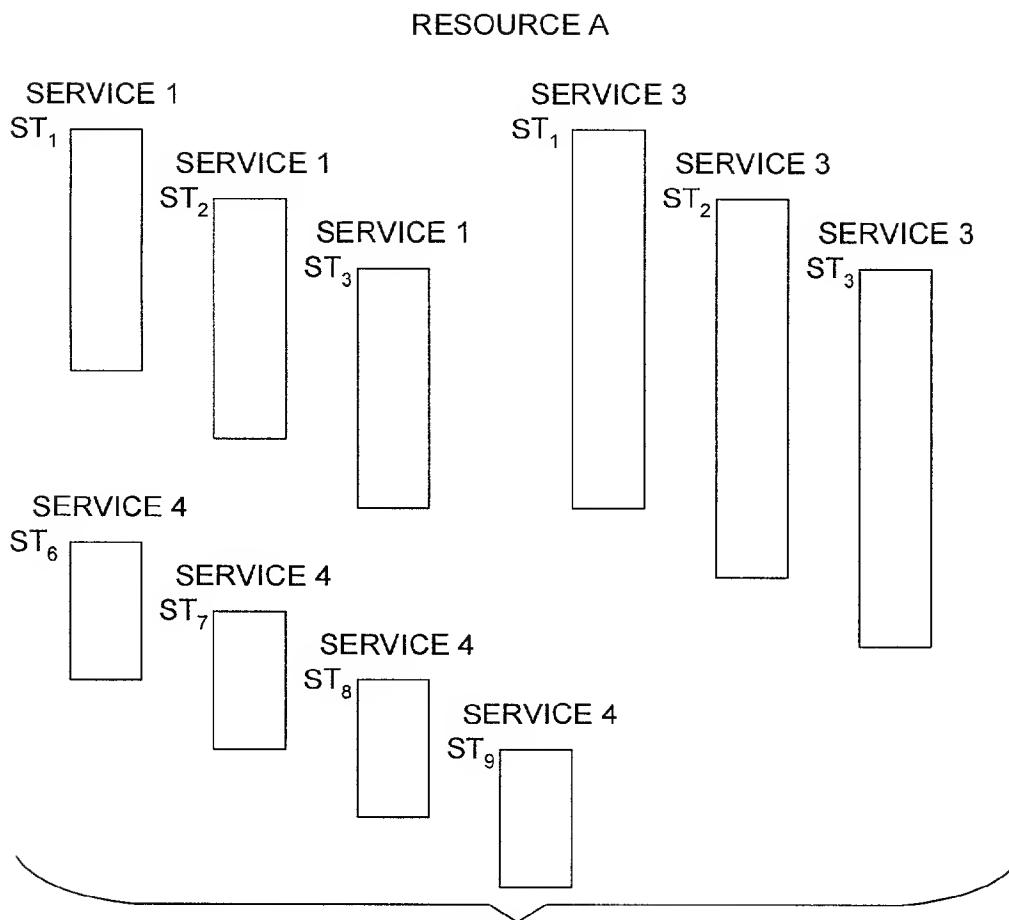 RESOURCE A
SERVICE 1
ST₁
SERVICE 1
ST₂
SERVICE 1
ST₃
SERVICE 3
ST₁
SERVICE 3
ST₂
SERVICE 3
ST₃
SERVICE 4
ST₆
SERVICE 4
ST₇
SERVICE 4
ST₈
SERVICE 4
ST₉